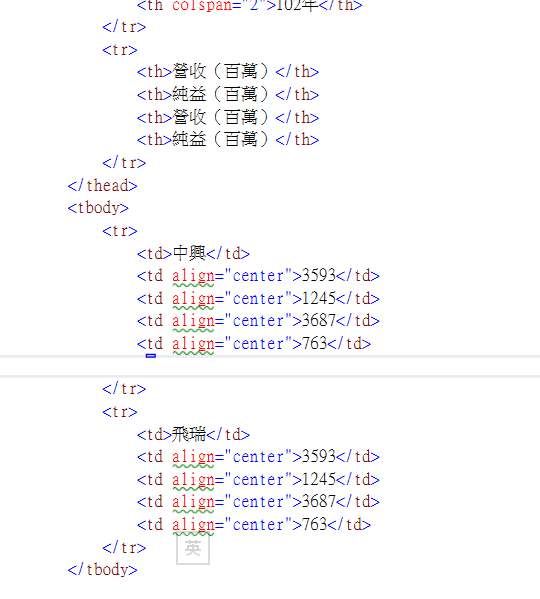 <th colspan="2">102年</th>
</tr>
<tr>
<th>營收（百萬）</th>
<th>純益（百萬）</th>
<th>營收（百萬）</th>
<th>純益（百萬）</th>
</tr>
</thead>
<tbody>
<tr>
<td>中興</td>
<td align="center">3593</td>
<td align="center">1245</td>
<td align="center">3687</td>
<td align="center">763</td>
</tr>
<tr>
<td>飛瑞</td>
<td align="center">3593</td>
<td align="center">1245</td>
<td align="center">3687</td>
<td align="center">763</td>
</tr>
英
</tbody>